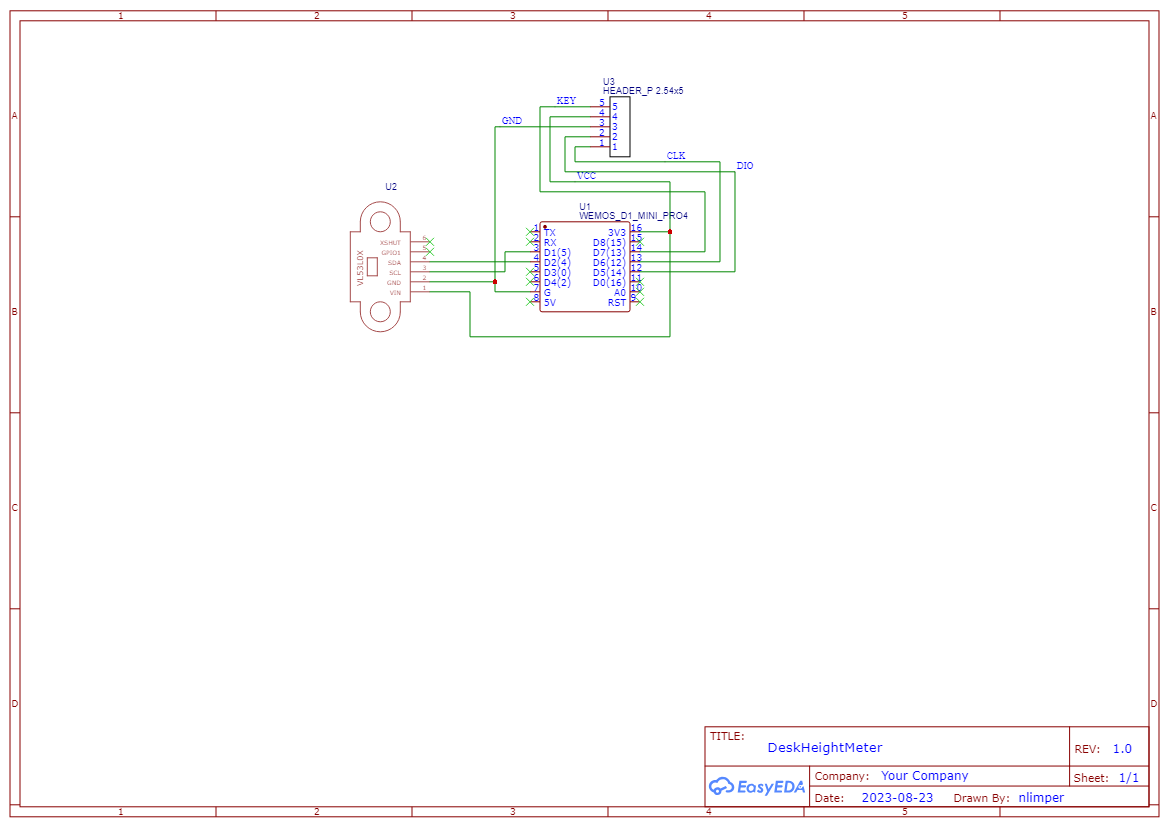 1 2 3 4 5
A A
B B
C C
D D
U3
HEADER_P 2.54x5
KEY
GND
5 5
4 4
3 3
2 2
1 1
CLK
DIO
VCC
U2
VL53L0X
XSHUT 6
GPIO1 5
SDA 4
SCL 3
GND 2
VIN 1
U1
WEMOS_D1_MINI_PRO4
1 TX 3V3 16
2 RX D8(15) 15
3 D1(5) D7(13) 14
4 D2(4) D6(12) 13
5 D3(0) D5(14) 12
6 D4(2) D0(16) 11
7 G A0 10
8 5V RST 9
TITLE:
DeskHeightMeter
REV: 1.0
EasyEDA
Company: Your Company
Sheet: 1/1
Date: 2023-08-23 Drawn By: nlimper
1 2 3 4 5